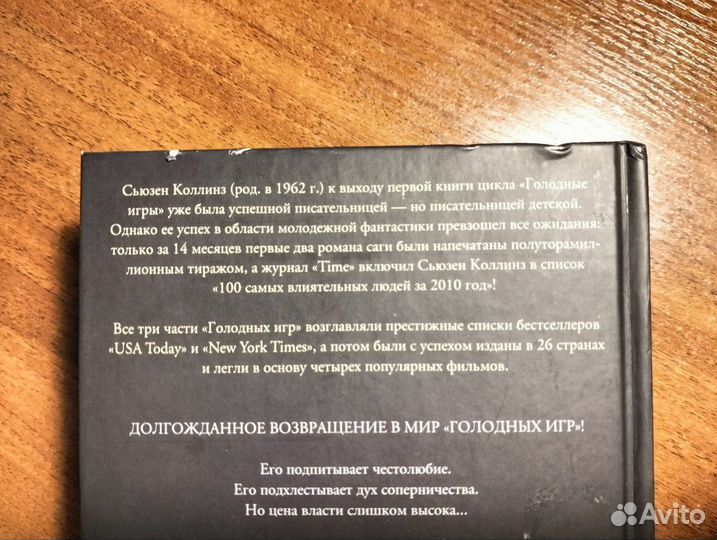 Сьюзен Коллинз (род. в 1962 г.) к выходу первой книги цикла «Голодные
игры» уже была успешной писательницей — но писательницей детской.
Однако ее успех в области молодежной фантастики превзошел все ожидания:
только за 14 месяцев первые два романа саги были напечатаны полуторамил-
лионным тиражом, а журнал «Time» включил Сьюзен Коллинз в список
«100 самых влиятельных людей за 2010 год»!
Все три части «Голодных игр» возглавляли престижные списки бестселлеров
«USA Today» и «New York Times», а потом были с успехом изданы в 26 странах
и легли в основу четырех популярных фильмов.
ДОЛГОЖДАННОЕ ВОЗВРАЩЕНИЕ В МИР «ГОЛОДНЫХ ИГР»!
Его подпитывает честолюбие.
Его подхлестывает дух соперничества.
Но цена власти слишком высока...
Avito